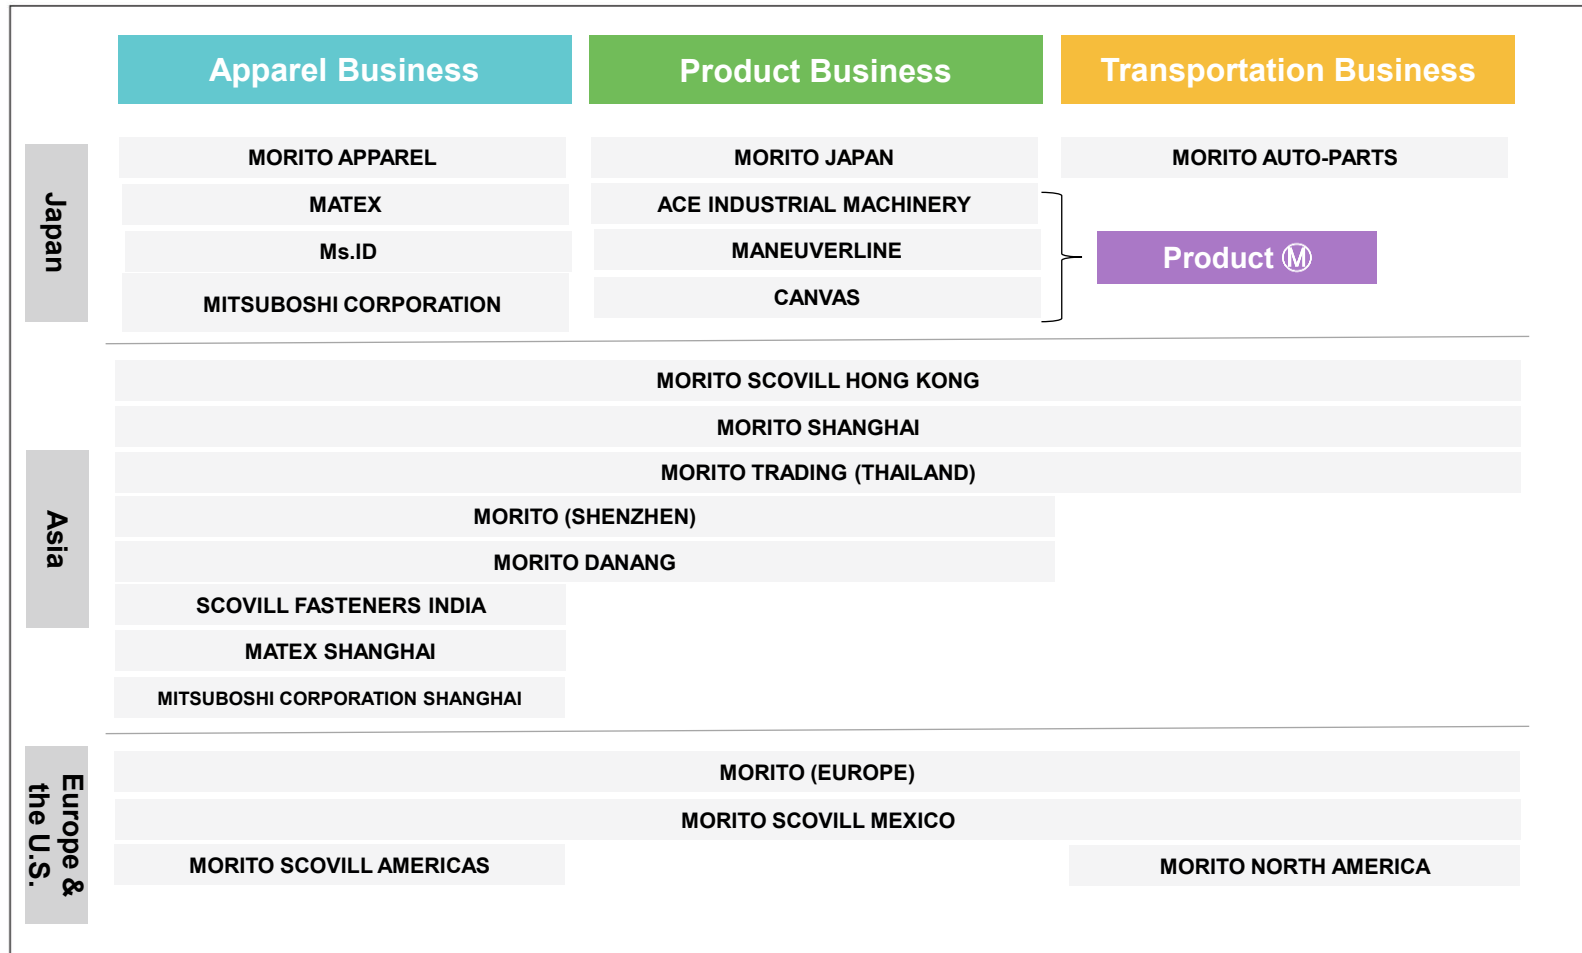 Apparel Business
Product Business
Transportation Business
Japan
MORITO APPAREL
MORITO JAPAN
MORITO AUTO-PARTS
MATEX
ACE INDUSTRIAL MACHINERY
Ms.ID
MANEUVERLINE
Product Ⓜ
MITSUBOSHI CORPORATION
CANVAS
Asia
MORITO SCOVILL HONG KONG
MORITO SHANGHAI
MORITO TRADING (THAILAND)
MORITO (SHENZHEN)
MORITO DANANG
SCOVILL FASTENERS INDIA
MATEX SHANGHAI
MITSUBOSHI CORPORATION SHANGHAI
Europe &
the U.S.
MORITO (EUROPE)
MORITO SCOVILL MEXICO
MORITO SCOVILL AMERICAS
MORITO NORTH AMERICA